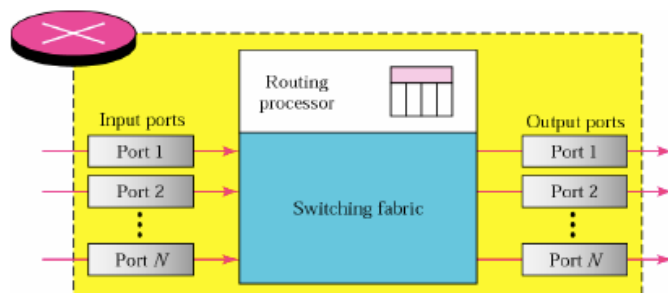 Routing
processor
Input ports
Output ports
Port 1
Port 1
Port 2
Port 2
Switching fabric
Port N
Port N